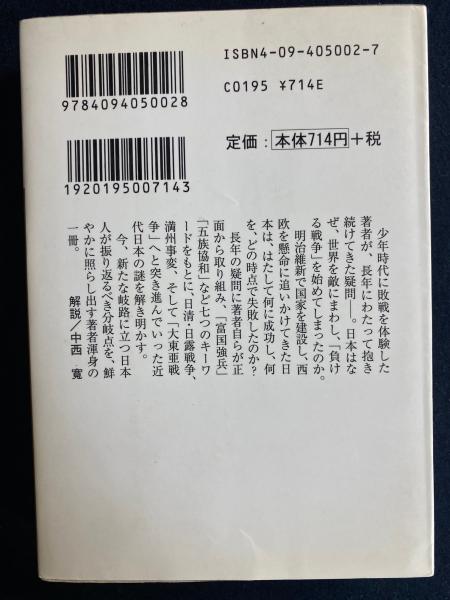 ISBN4-09-405002-7
9784094050028
C0195 ¥714E
定価：本体714円＋税
1920195007143
少年時代に敗戦を体験した
著者が、長年にわたって抱き
続けてきた疑問――。日本はな
ぜ、世界を敵にまわし、「負け
る戦争」を始めてしまったのか。
明治維新で国家を建設し、西
欧を懸命に追いかけてきた日
本は、はたして何に成功し、何
を、どの時点で失敗したのか？
長年の疑問に著者自らが正
面から取り組み、「富国強兵」
「五族協和」など七つのキーワ
ードをもとに、日清・日露戦争、
満州事変、そして「大東亜戦
争」へと突き進んでいった近
代日本の謎を解き明かす。
今、新たな岐路に立つ日本
人が振り返るべき分岐点を、鮮
やかに照らし出す著者渾身の
一冊。
解説／中西 寛